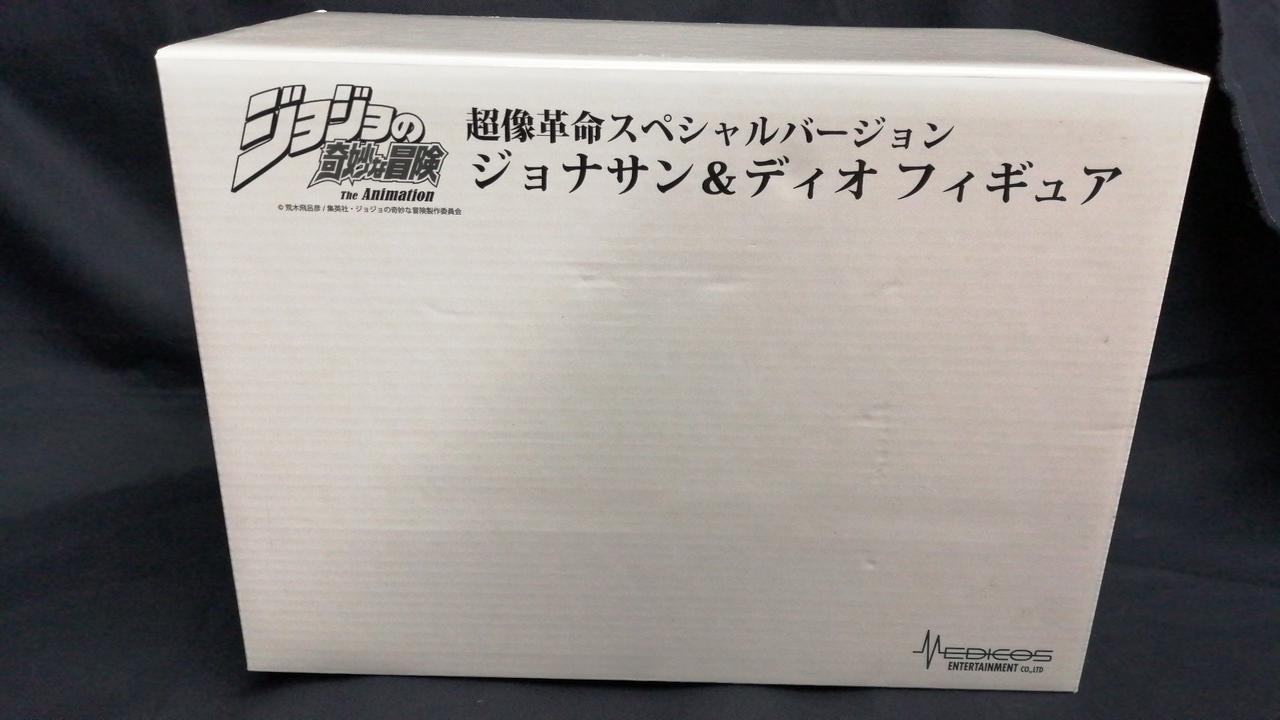 ジョジョの
奇妙な冒険
The Animation
© 荒木飛呂彦 / 集英社・ジョジョの奇妙な冒険製作委員会
超像革命スペシャルバージョン
ジョナサン＆ディオ フィギュア
MEDICOS
ENTERTAINMENT CO.,LTD